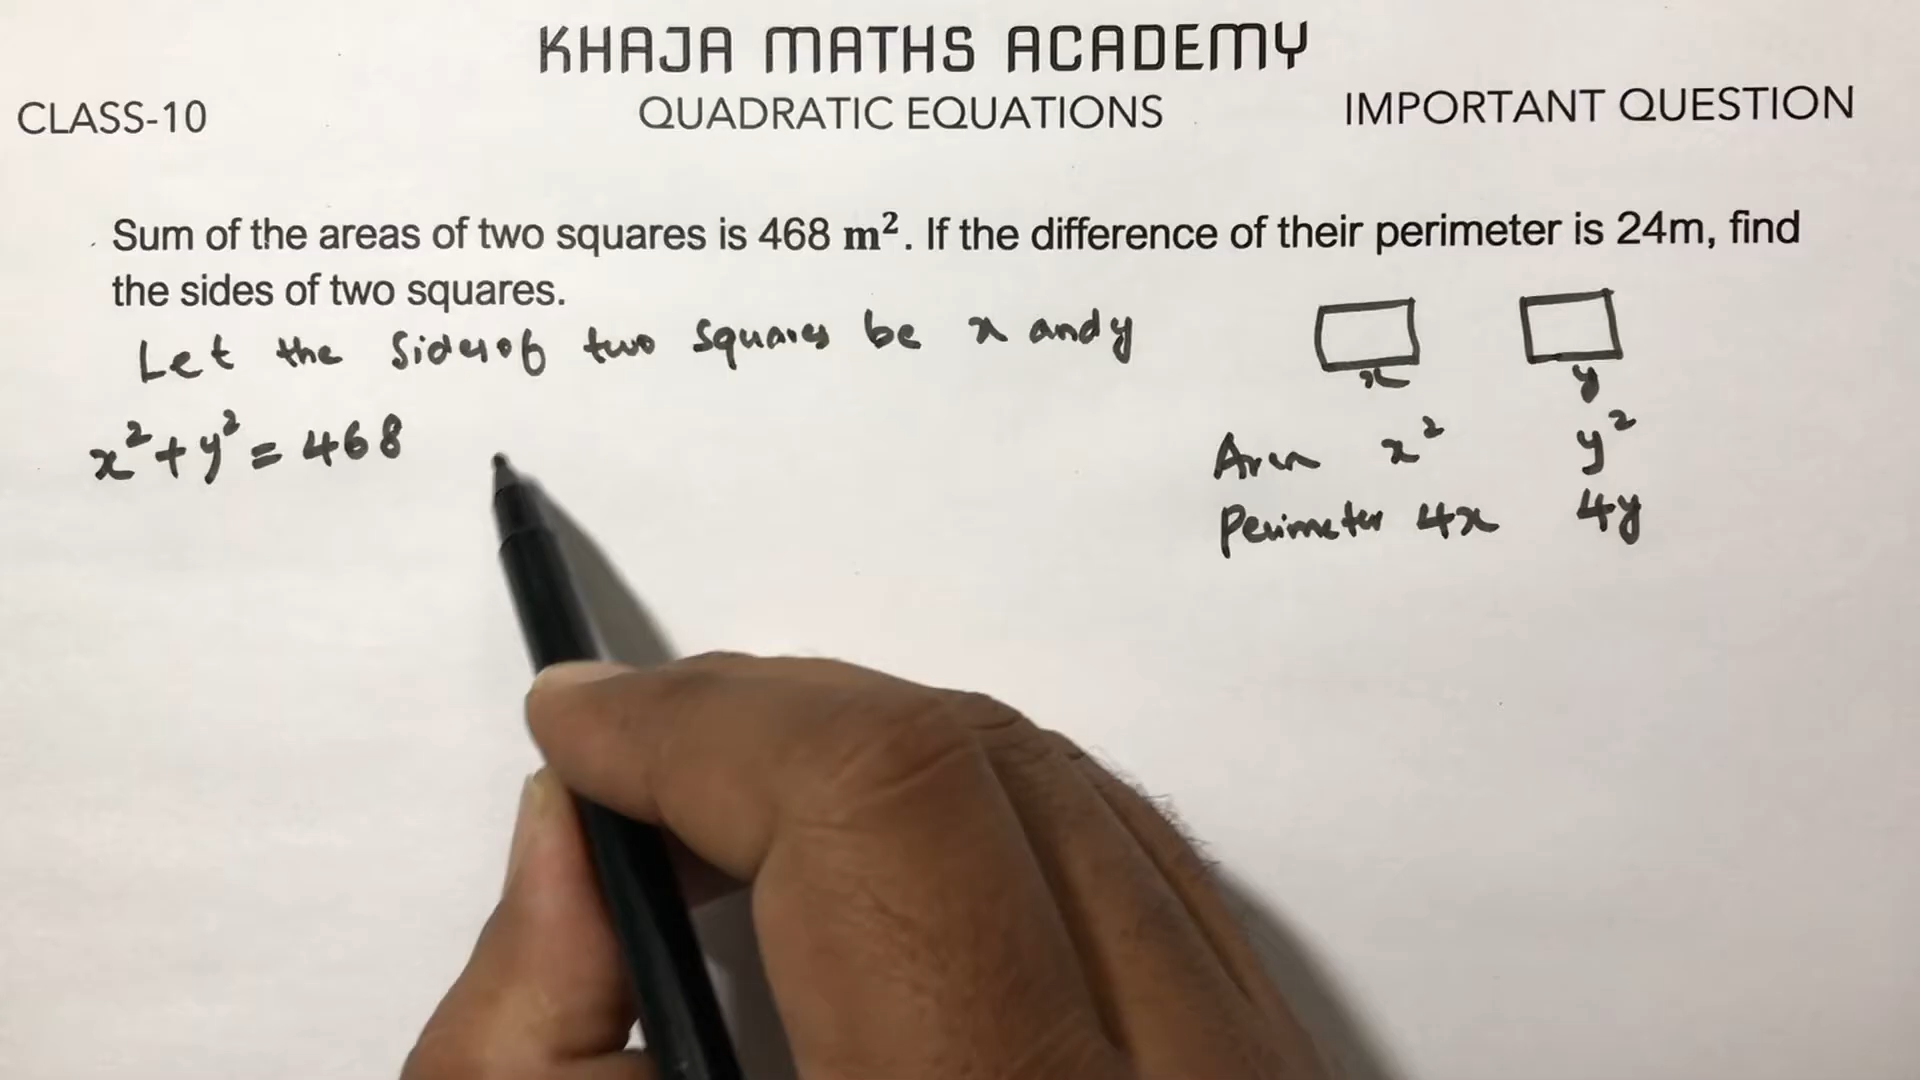 KHAJA MATHS ACADEMY
CLASS-10 QUADRATIC EQUATIONS IMPORTANT QUESTION
Sum of the areas of two squares is 468 m². If the difference of their perimeter is 24m, find
the sides of two squares.
Let the sides of two squares be x and y
x y
x² + y² = 468
Area x² y²
Perimeter 4x 4y